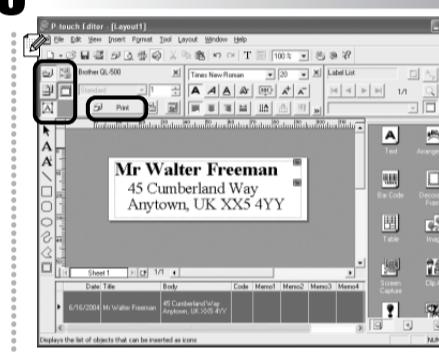 P-touch Editor - [Layout1]
File Edit View Insert Format Tool Layout Window Help
100 %
Brother QL-500
Times New Roman
20
Label List
Standard
1
1/1
Print
Mr Walter Freeman
45 Cumberland Way
Anytown, UK XX5 4YY
Text
Bar Code
Table
Screen
Capture
Sheet 1
1/1
Date Title Body Code Memo1 Memo2 Memo3 Memo4
6/16/2004 Mr Walter Freeman 45 Cumberland Way
Anytown, UK XX5 4YY
Displays the list of objects that can be inserted as icons